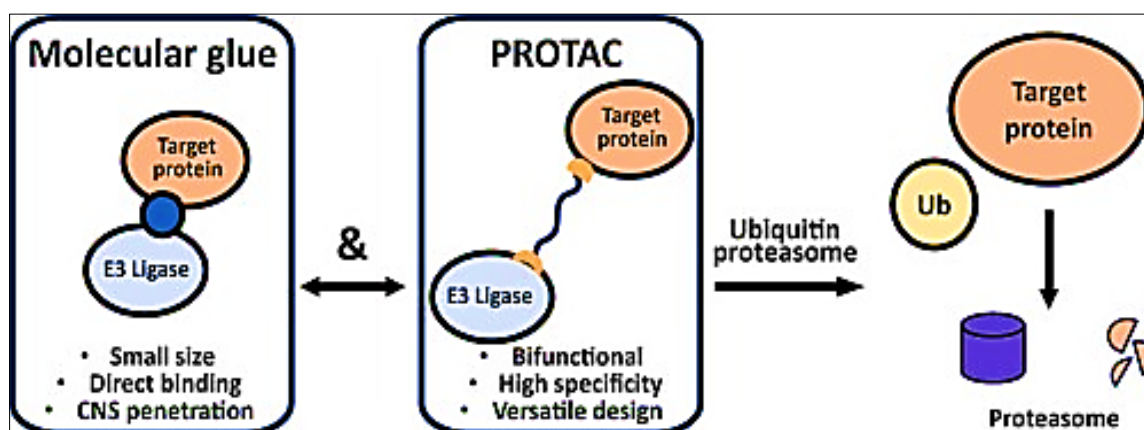 Molecular glue
Target
protein
E3 Ligase
• Small size
• Direct binding
• CNS penetration
&
PROTAC
Target
protein
E3 Ligase
• Bifunctional
• High specificity
• Versatile design
Ubiquitin
proteasome
Target
protein
Ub
Proteasome